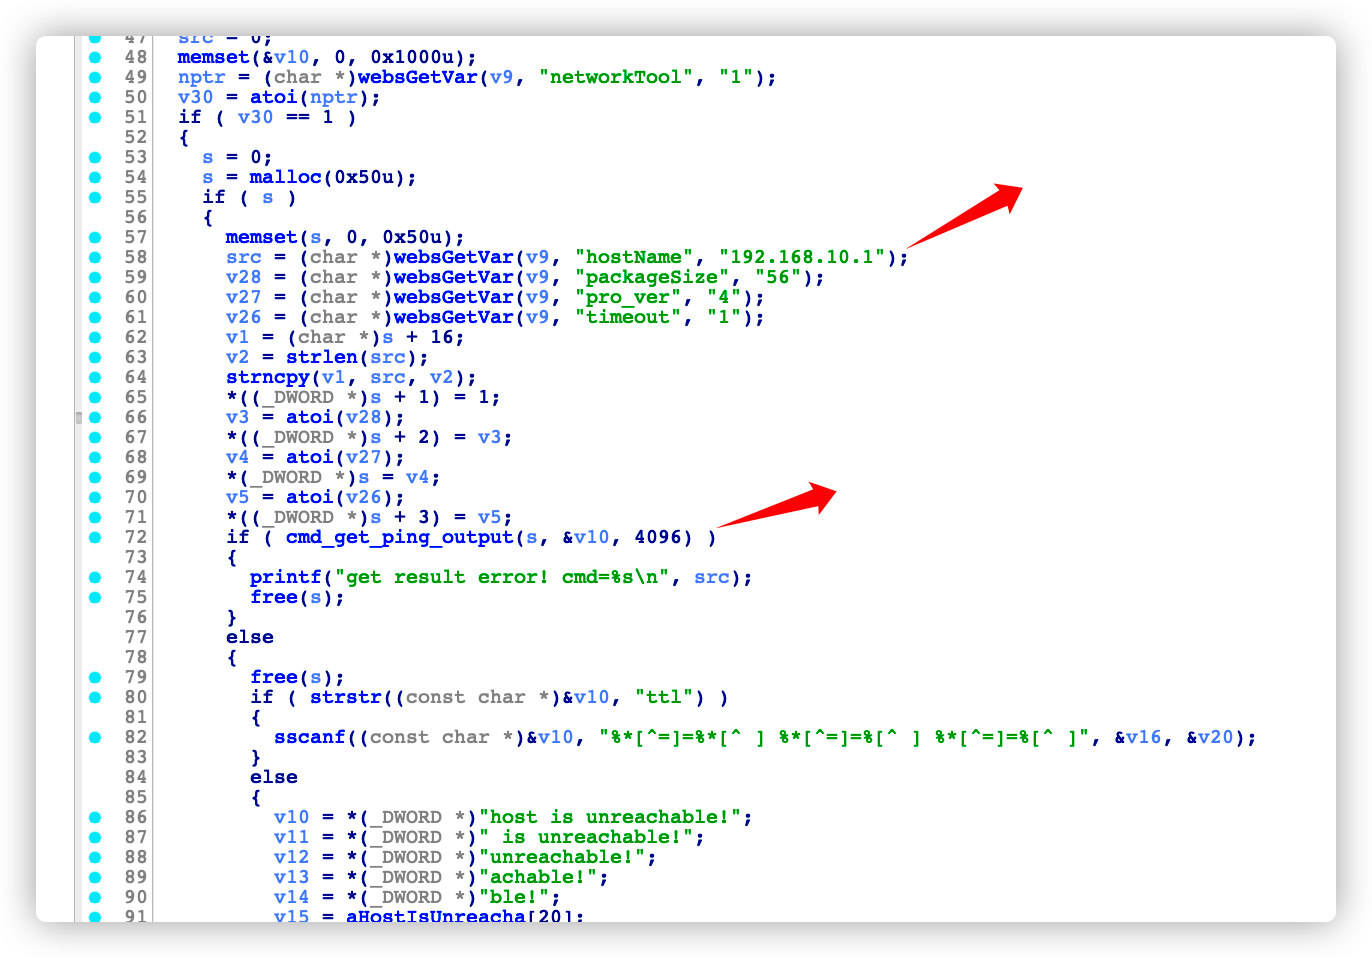 47 src = 0;
48 memset(&v10, 0, 0x1000u);
49 nptr = (char *)websGetVar(v9, "networkTool", "1");
50 v30 = atoi(nptr);
51 if ( v30 == 1 )
52 {
53 s = 0;
54 s = malloc(0x50u);
55 if ( s )
56 {
57 memset(s, 0, 0x50u);
58 src = (char *)websGetVar(v9, "hostName", "192.168.10.1");
59 v28 = (char *)websGetVar(v9, "packageSize", "56");
60 v27 = (char *)websGetVar(v9, "pro_ver", "4");
61 v26 = (char *)websGetVar(v9, "timeout", "1");
62 v1 = (char *)s + 16;
63 v2 = strlen(src);
64 strncpy(v1, src, v2);
65 *((_DWORD *)s + 1) = 1;
66 v3 = atoi(v28);
67 *((_DWORD *)s + 2) = v3;
68 v4 = atoi(v27);
69 *(_DWORD *)s = v4;
70 v5 = atoi(v26);
71 *((_DWORD *)s + 3) = v5;
72 if ( cmd_get_ping_output(s, &v10, 4096) )
73 {
74 printf("get result error! cmd=%s\n", src);
75 free(s);
76 }
77 else
78 {
79 free(s);
80 if ( strstr((const char *)&v10, "ttl") )
81 {
82 sscanf((const char *)&v10, "%*[^=]=%*[^ ] %*[^=]=%[^ ] %*[^=]=%[^ ]", &v16, &v20);
83 }
84 else
85 {
86 v10 = *(_DWORD *)"host is unreachable!";
87 v11 = *(_DWORD *)" is unreachable!";
88 v12 = *(_DWORD *)"unreachable!";
89 v13 = *(_DWORD *)"achable!";
90 v14 = *(_DWORD *)"ble!";
91 v15 = aHostIsUnreacha[20];